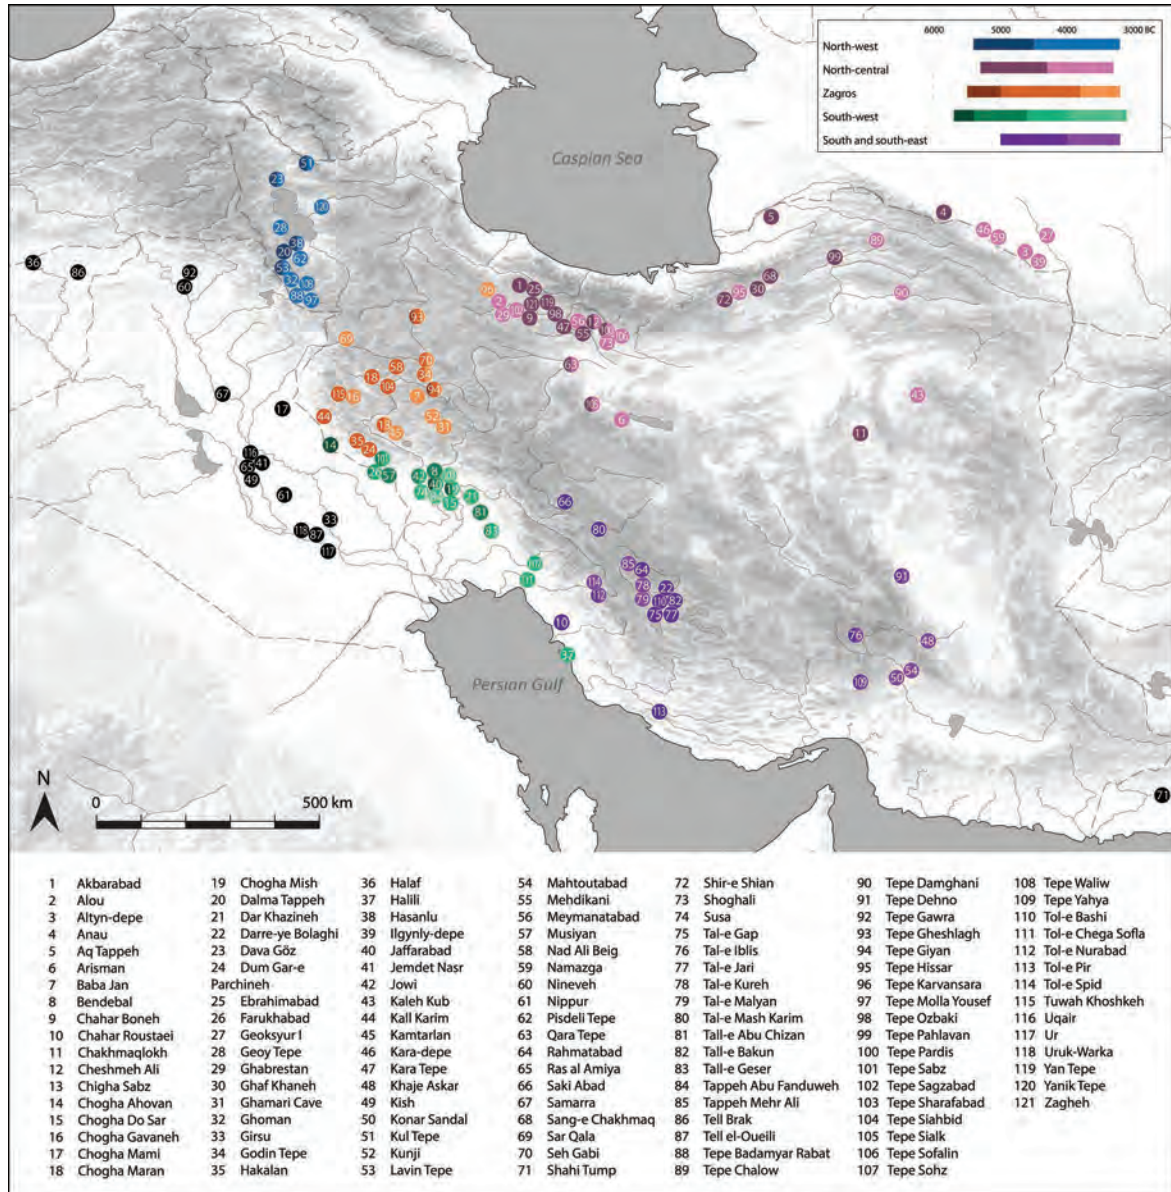 6000 5000 4000 3000 BC
North-west
North-central
Zagros
South-west
South and south-east
Caspian Sea
Persian Gulf
N
0 500 km
1 Akbarabad
2 Alou
3 Altyn-depe
4 Anau
5 Aq Tappeh
6 Arisman
7 Baba Jan
8 Bendebal
9 Chahar Boneh
10 Chahar Roustaei
11 Chakhmaqlokh
12 Cheshmeh Ali
13 Chigha Sabz
14 Chogha Ahovan
15 Chogha Do Sar
16 Chogha Gavaneh
17 Chogha Mami
18 Chogha Maran
19 Chogha Mish
20 Dalma Tappeh
21 Dar Khazineh
22 Darre-ye Bolaghi
23 Dava Göz
24 Dum Gar-e
Parchineh
25 Ebrahimabad
26 Farukhabad
27 Geoksyur1
28 Geoy Tepe
29 Ghabrestan
30 Ghaf Khaneh
31 Ghamari Cave
32 Ghoman
33 Girsu
34 Godin Tepe
35 Hakalan
36 Halaf
37 Halili
38 Hasanlu
39 Ilgynly-depe
40 Jaffarabad
41 Jemdet Nasr
42 Jowi
43 Kaleh Kub
44 Kall Karim
45 Kamtarlan
46 Kara-depe
47 Kara Tepe
48 Khaje Askar
49 Kish
50 Konar Sandal
51 Kul Tepe
52 Kunji
53 Lavin Tepe
54 Mahtoutabad
55 Mehdikani
56 Meymanatabad
57 Musiyan
58 Nad Ali Beig
59 Namazga
60 Nineveh
61 Nippur
62 Pisdeli Tepe
63 Qara Tepe
64 Rahmatabad
65 Ras al Amiya
66 Saki Abad
67 Samarra
68 Sang-e Chakhmaq
69 Sar Qala
70 Seh Gabi
71 Shahi Tump
72 Shir-e Shian
73 Shoghali
74 Susa
75 Tal-e Gap
76 Tal-e Iblis
77 Tal-e Jari
78 Tal-e Kureh
79 Tal-e Malyan
80 Tal-e Mash Karim
81 Tall-e Abu Chizan
82 Tall-e Bakun
83 Tall-e Geser
84 Tappeh Abu Fanduweh
85 Tappeh Mehr Ali
86 Tell Brak
87 Tell el-Oueili
88 Tepe Badamyar Rabat
89 Tepe Chalow
90 Tepe Damghani
91 Tepe Dehno
92 Tepe Gawra
93 Tepe Gheshlagh
94 Tepe Giyan
95 Tepe Hissar
96 Tepe Karvansara
97 Tepe Molla Yousef
98 Tepe Ozbaki
99 Tepe Pahlavan
100 Tepe Pardis
101 Tepe Sabz
102 Tepe Sagzabad
103 Tepe Sharafabad
104 Tepe Siahbid
105 Tepe Sialk
106 Tepe Sofalin
107 Tepe Sohz
108 Tepe Waliw
109 Tepe Yahya
110 Tol-e Bashi
111 Tol-e Chega Sofla
112 Tol-e Nurabad
113 Tol-e Pir
114 Tol-e Spid
115 Tuwah Khoshkeh
116 Uqair
117 Ur
118 Uruk-Warka
119 Yan Tepe
120 Yanik Tepe
121 Zagheh